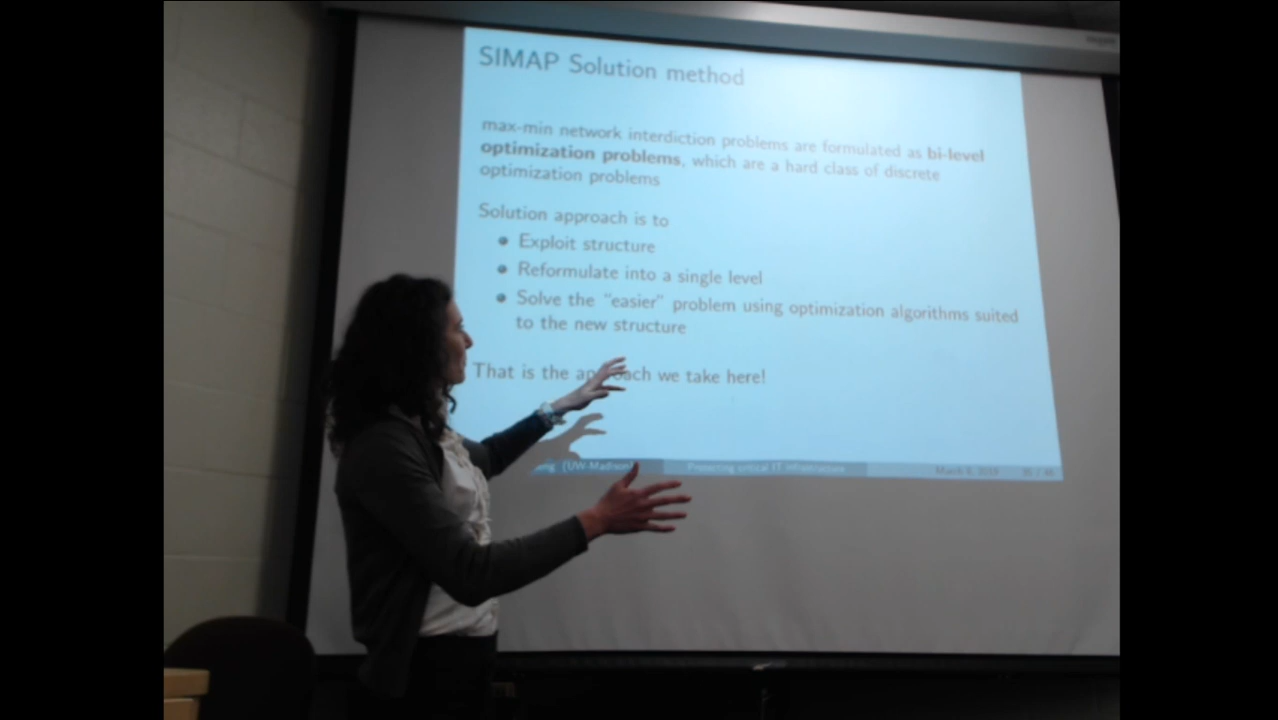 SIMAP Solution method
max-min network interdiction problems are formulated as bi-level
optimization problems, which are a hard class of discrete
optimization problems
Solution approach is to
Exploit structure
Reformulate into a single level
Solve the "easier" problem using optimization algorithms suited
to the new structure
That is the ap ach we take here!
(UW-Madison) Protecting critical IT infrastructure March